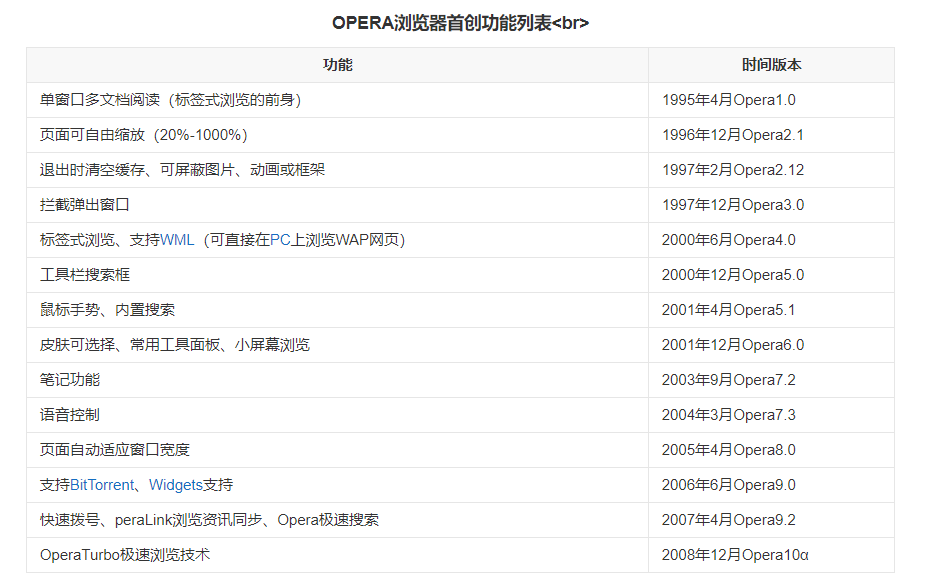 OPERA浏览器首创功能列表<br>
功能 时间版本
单窗口多文档阅读（标签式浏览的前身） 1995年4月Opera1.0
页面可自由缩放（20%-1000%） 1996年12月Opera2.1
退出时清空缓存、可屏蔽图片、动画或框架 1997年2月Opera2.12
拦截弹出窗口 1997年12月Opera3.0
标签式浏览、支持WML（可直接在PC上浏览WAP网页） 2000年6月Opera4.0
工具栏搜索框 2000年12月Opera5.0
鼠标手势、内置搜索 2001年4月Opera5.1
皮肤可选择、常用工具面板、小屏幕浏览 2001年12月Opera6.0
笔记功能 2003年9月Opera7.2
语音控制 2004年3月Opera7.3
页面自动适应窗口宽度 2005年4月Opera8.0
支持BitTorrent、Widgets支持 2006年6月Opera9.0
快速拨号、peraLink浏览资讯同步、Opera极速搜索 2007年4月Opera9.2
OperaTurbo极速浏览技术 2008年12月Opera10α